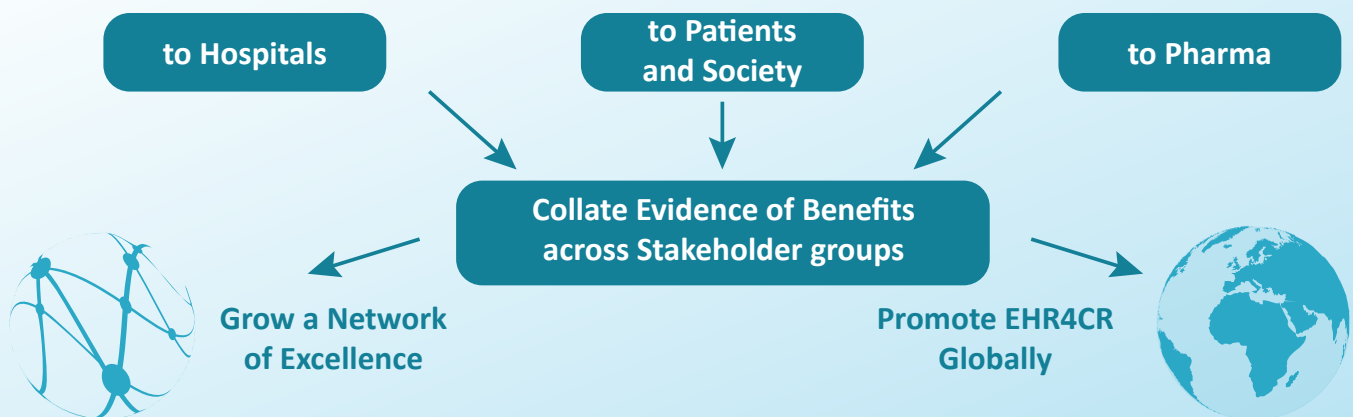 to Hospitals
to Patients
and Society
to Pharma
Collate Evidence of Benefits
across Stakeholder groups
Grow a Network
of Excellence
Promote EHR4CR
Globally